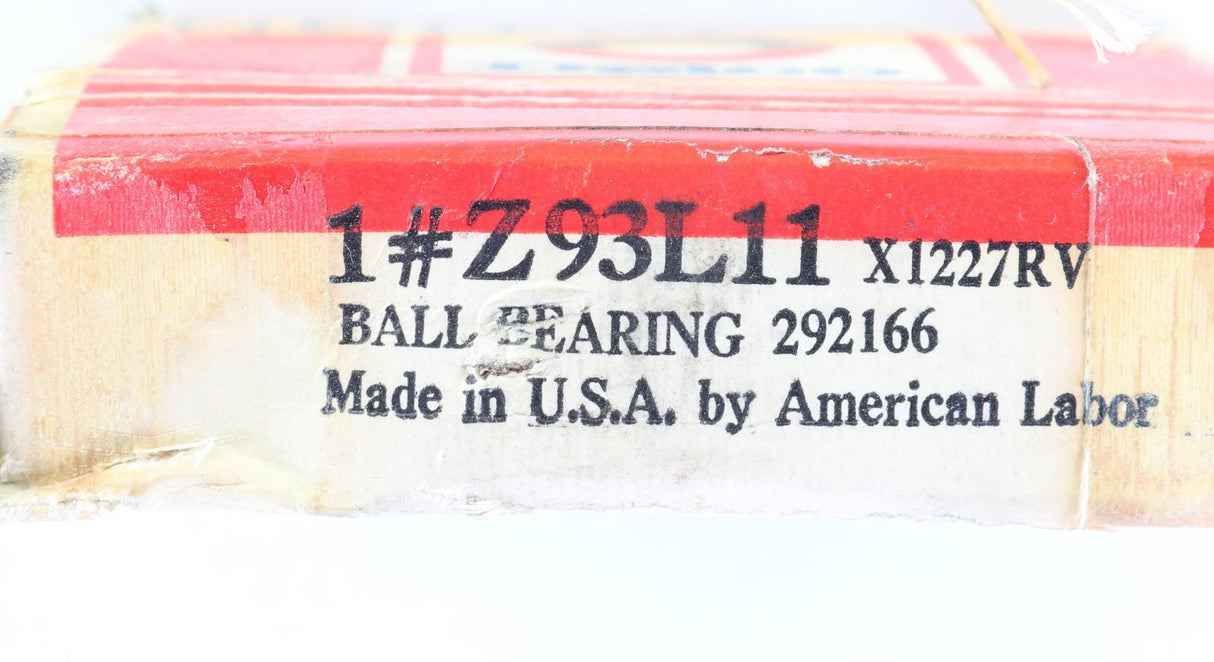 1#Z93L11 X1227RV
BALL BEARING 292166
Made in U.S.A. by American Labor